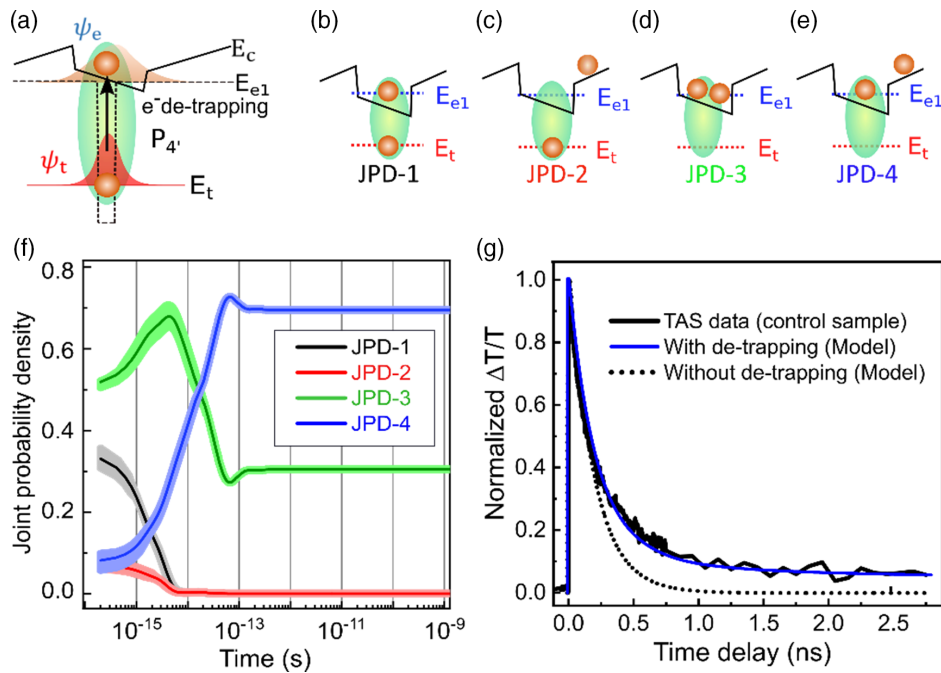 (a)
ψe
Ec
Ee1
e⁻de-trapping
P4'
ψt
Et
(b)
Ee1
Et
JPD-1
(c)
Ee1
Et
JPD-2
(d)
Ee1
Et
JPD-3
(e)
Ee1
Et
JPD-4
(f)
Joint probability density
0.8
0.6
0.4
0.2
0.0
JPD-1
JPD-2
JPD-3
JPD-4
10⁻¹⁵ 10⁻¹³ 10⁻¹¹ 10⁻⁹
Time (s)
(g)
Normalized ΔT/T
1.0
0.8
0.6
0.4
0.2
0.0
TAS data (control sample)
With de-trapping (Model)
Without de-trapping (Model)
0.0 0.5 1.0 1.5 2.0 2.5
Time delay (ns)